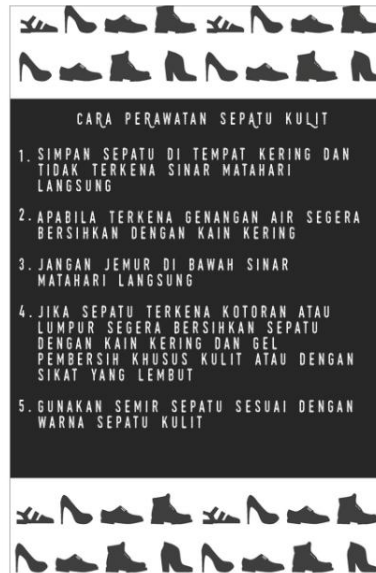 CARA PERAWATAN SEPATU KULIT
1. SIMPAN SEPATU DI TEMPAT KERING DAN
TIDAK TERKENA SINAR MATAHARI
LANGSUNG
2. APABILA TERKENA GENANGAN AIR SEGERA
BERSIHKAN DENGAN KAIN KERING
3. JANGAN JEMUR DI BAWAH SINAR
MATAHARI LANGSUNG
4. JIKA SEPATU TERKENA KOTORAN ATAU
LUMPUR SEGERA BERSIHKAN SEPATU
DENGAN KAIN KERING DAN GEL
PEMBERSIH KHUSUS KULIT ATAU DENGAN
SIKAT YANG LEMBUT
5. GUNAKAN SEMIR SEPATU SESUAI DENGAN
WARNA SEPATU KULIT